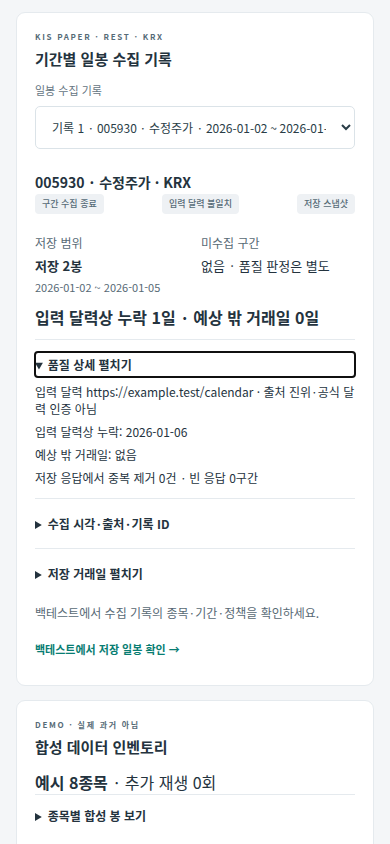 KIS PAPER · REST · KRX
기간별 일봉 수집 기록
일봉 수집 기록
기록 1 · 005930 · 수정주가 · 2026-01-02 ~ 2026-01-
005930 · 수정주가 · KRX
구간 수집 종료 입력 달력 불일치 저장 스냅샷
저장 범위 미수집 구간
저장 2봉 없음 · 품질 판정은 별도
2026-01-02 ~ 2026-01-05
입력 달력상 누락 1일 · 예상 밖 거래일 0일
▼ 품질 상세 펼치기
입력 달력 https://example.test/calendar · 출처 진위·공식 달
력 인증 아님
입력 달력상 누락: 2026-01-06
예상 밖 거래일: 없음
저장 응답에서 중복 제거 0건 · 빈 응답 0구간
▶ 수집 시각·출처·기록 ID
▶ 저장 거래일 펼치기
백테스트에서 수집 기록의 종목·기간·정책을 확인하세요.
백테스트에서 저장 일봉 확인 →
DEMO · 실제 과거 아님
합성 데이터 인벤토리
예시 8종목 · 추가 재생 0회
▶ 종목별 합성 봉 보기